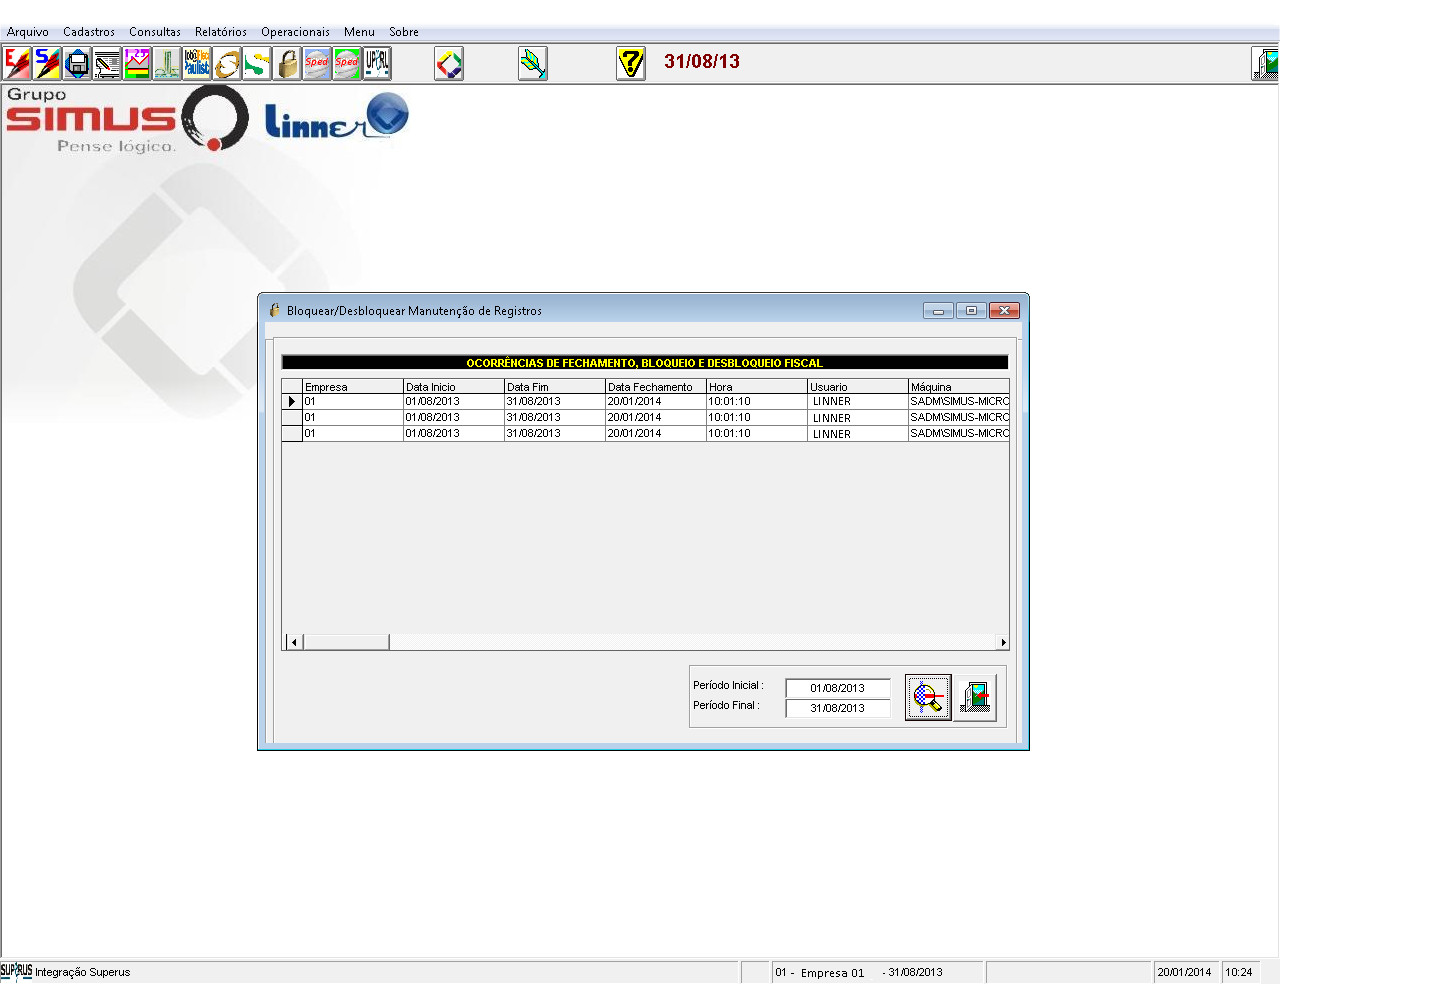 Arquivo Cadastros Consultas Relatórios Operacionais Menu Sobre
Sped Sped 31/08/13
Grupo
SIMUS
Linner
Pense lógico.
Bloquear/Desbloquear Manutenção de Registros
OCORRÊNCIAS DE FECHAMENTO, BLOQUEIO E DESBLOQUEIO FISCAL
Empresa Data Inicio Data Fim Data Fechamento Hora Usuario Máquina
01 01/08/2013 31/08/2013 20/01/2014 10:01:10 LINNER SADM\SIMUS-MICRO
01 01/08/2013 31/08/2013 20/01/2014 10:01:10 LINNER SADM\SIMUS-MICRO
01 01/08/2013 31/08/2013 20/01/2014 10:01:10 LINNER SADM\SIMUS-MICRO
Período Inicial : 01/08/2013
Período Final : 31/08/2013
SUPERUS Integração Superus 01 - Empresa 01 - 31/08/2013 20/01/2014 10:24